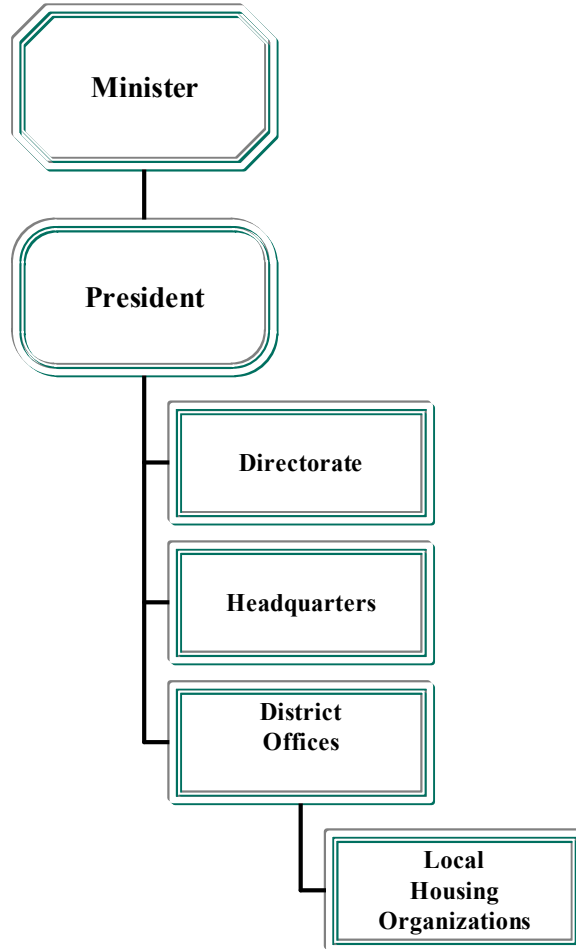 Minister
President
Directorate
Headquarters
District
Offices
Local
Housing
Organizations